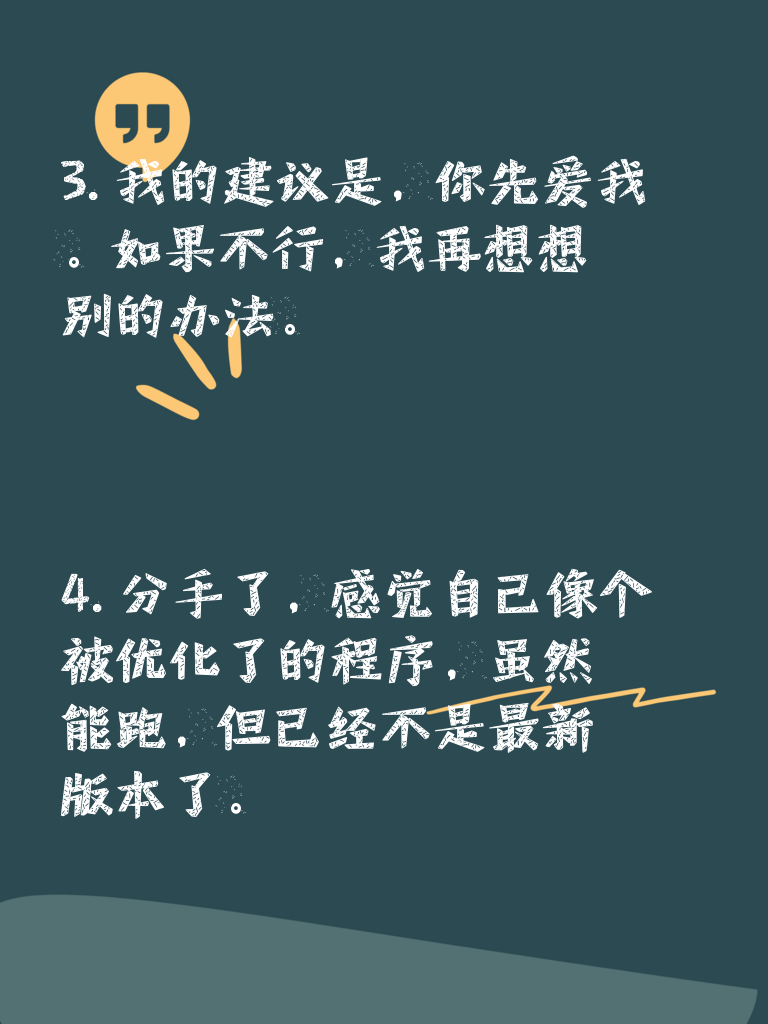 3. 我的建议是，你先爱我
。如果不行，我再想想
别的办法。
4. 分手了，感觉自己像个
被优化了的程序，虽然
能跑，但已经不是最新
版本了。